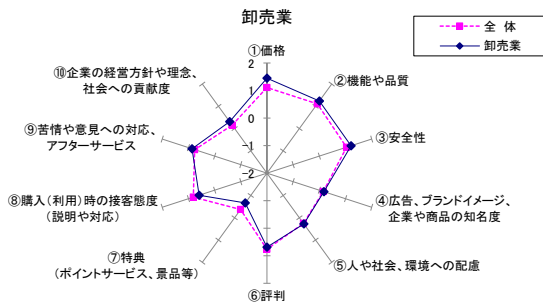 卸売業
全 体
卸売業
①価格
②機能や品質
③安全性
④広告、ブランドイメージ、
企業や商品の知名度
⑤人や社会、環境への配慮
⑥評判
⑦特典
(ポイントサービス、景品等)
⑧購入(利用)時の接客態度
(説明や対応)
⑨苦情や意見への対応、
アフターサービス
⑩企業の経営方針や理念、
社会への貢献度
2
1
0
−1
−2